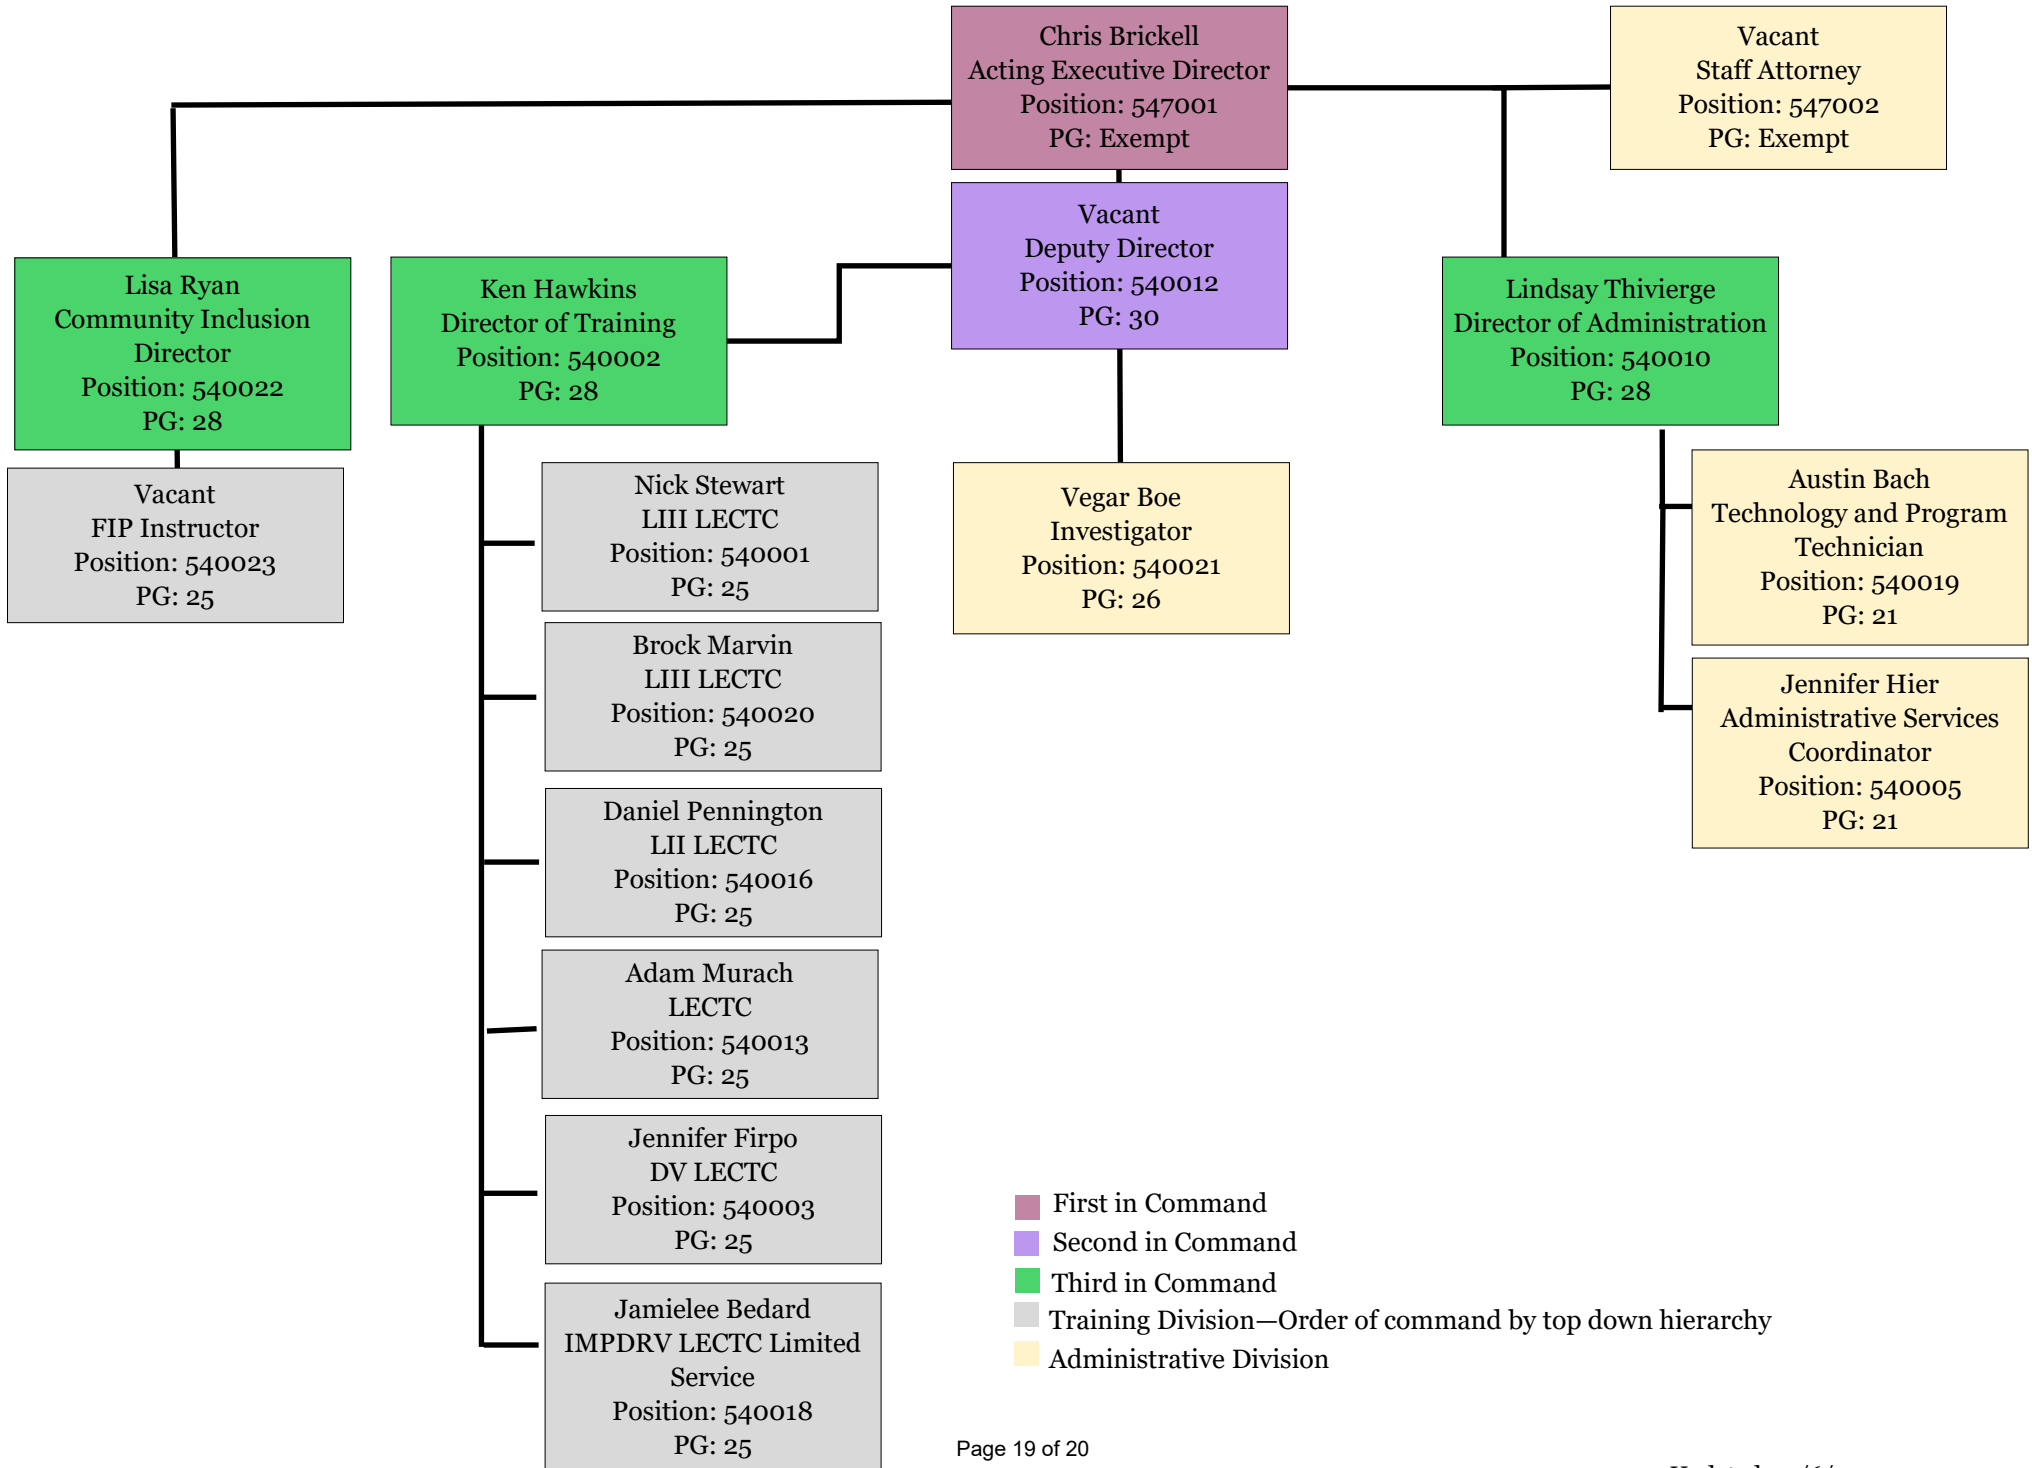 Chris Brickell
Acting Executive Director
Position: 547001
PG: Exempt
Vacant
Staff Attorney
Position: 547002
PG: Exempt
Vacant
Deputy Director
Position: 540012
PG: 30
Lisa Ryan
Community Inclusion
Director
Position: 540022
PG: 28
Ken Hawkins
Director of Training
Position: 540002
PG: 28
Lindsay Thivierge
Director of Administration
Position: 540010
PG: 28
Vacant
FIP Instructor
Position: 540023
PG: 25
Nick Stewart
LIII LECTC
Position: 540001
PG: 25
Brock Marvin
LIII LECTC
Position: 540020
PG: 25
Daniel Pennington
LII LECTC
Position: 540016
PG: 25
Adam Murach
LECTC
Position: 540013
PG: 25
Jennifer Firpo
DV LECTC
Position: 540003
PG: 25
Jamielee Bedard
IMPDRV LECTC Limited
Service
Position: 540018
PG: 25
Vegar Boe
Investigator
Position: 540021
PG: 26
Austin Bach
Technology and Program
Technician
Position: 540019
PG: 21
Jennifer Hier
Administrative Services
Coordinator
Position: 540005
PG: 21
First in Command
Second in Command
Third in Command
Training Division—Order of command by top down hierarchy
Administrative Division
Page 19 of 20